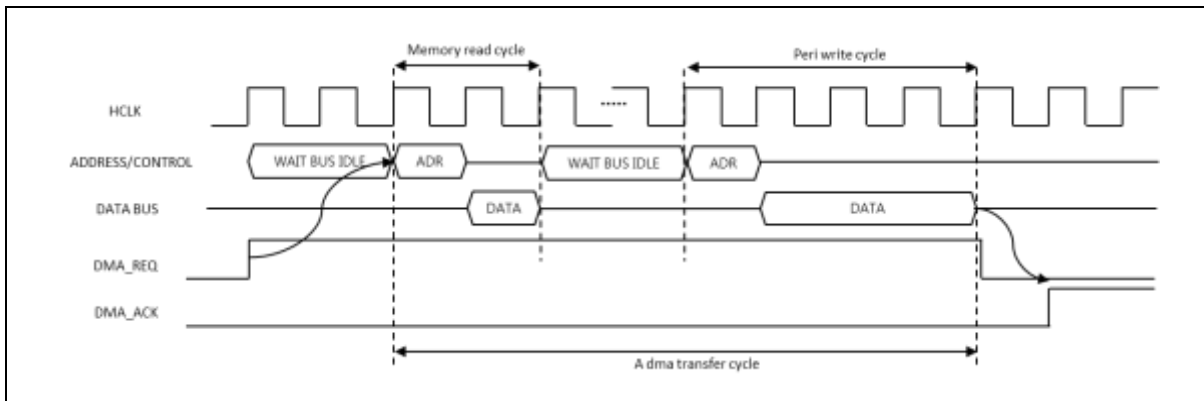 Memory read cycle
Peri write cycle
HCLK
ADDRESS/CONTROL
WAIT BUS IDLE
ADR
WAIT BUS IDLE
ADR
DATA BUS
DATA
DATA
DMA_REQ
DMA_ACK
A dma transfer cycle